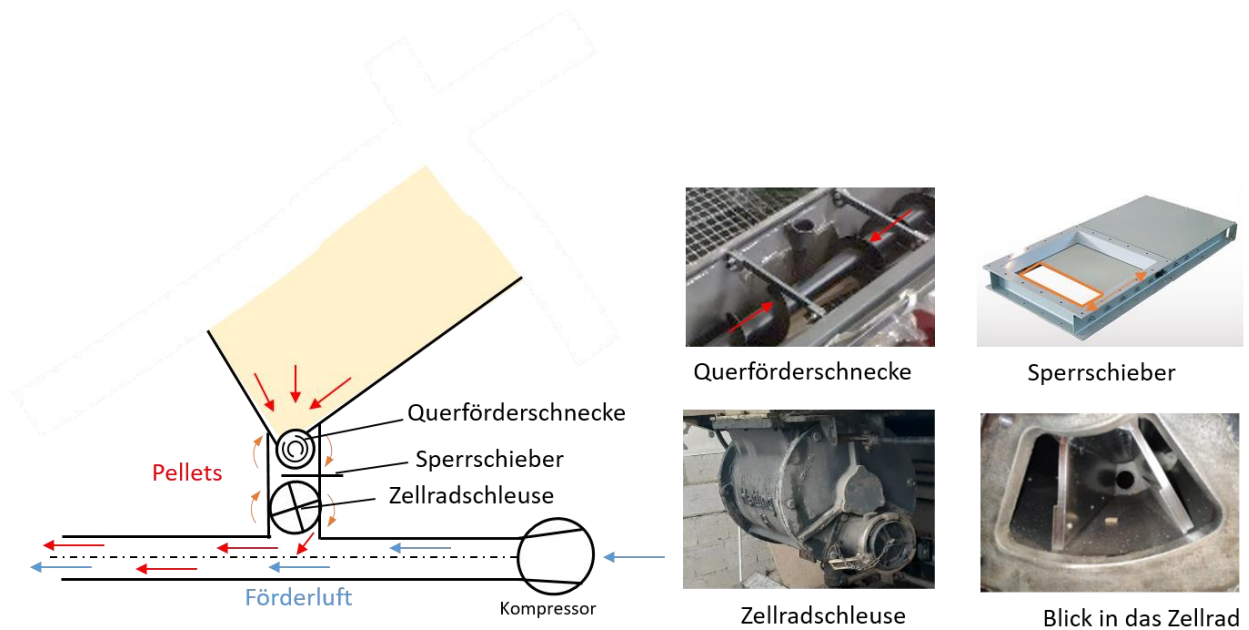 Querförderschnecke
Sperrschieber
Zellradschleuse
Pellets
Förderluft
Kompressor
Querförderschnecke
Sperrschieber
Zellradschleuse
Blick in das Zellrad